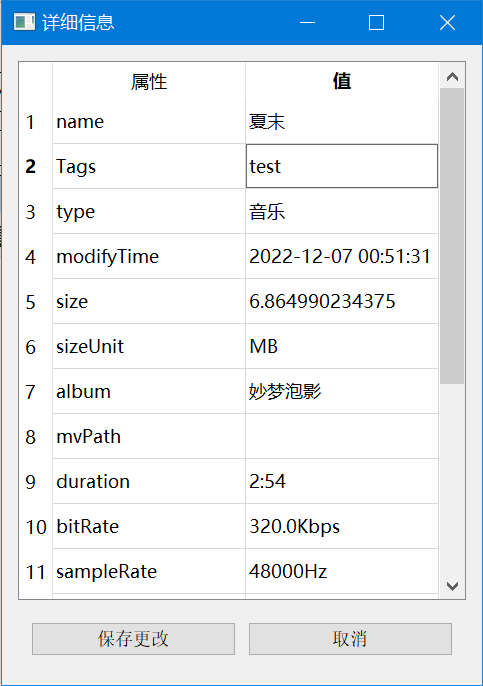 详细信息
属性 值
1 name 夏末
2 Tags test
3 type 音乐
4 modifyTime 2022-12-07 00:51:31
5 size 6.864990234375
6 sizeUnit MB
7 album 妙梦泡影
8 mvPath
9 duration 2:54
10 bitRate 320.0Kbps
11 sampleRate 48000Hz
保存更改 取消